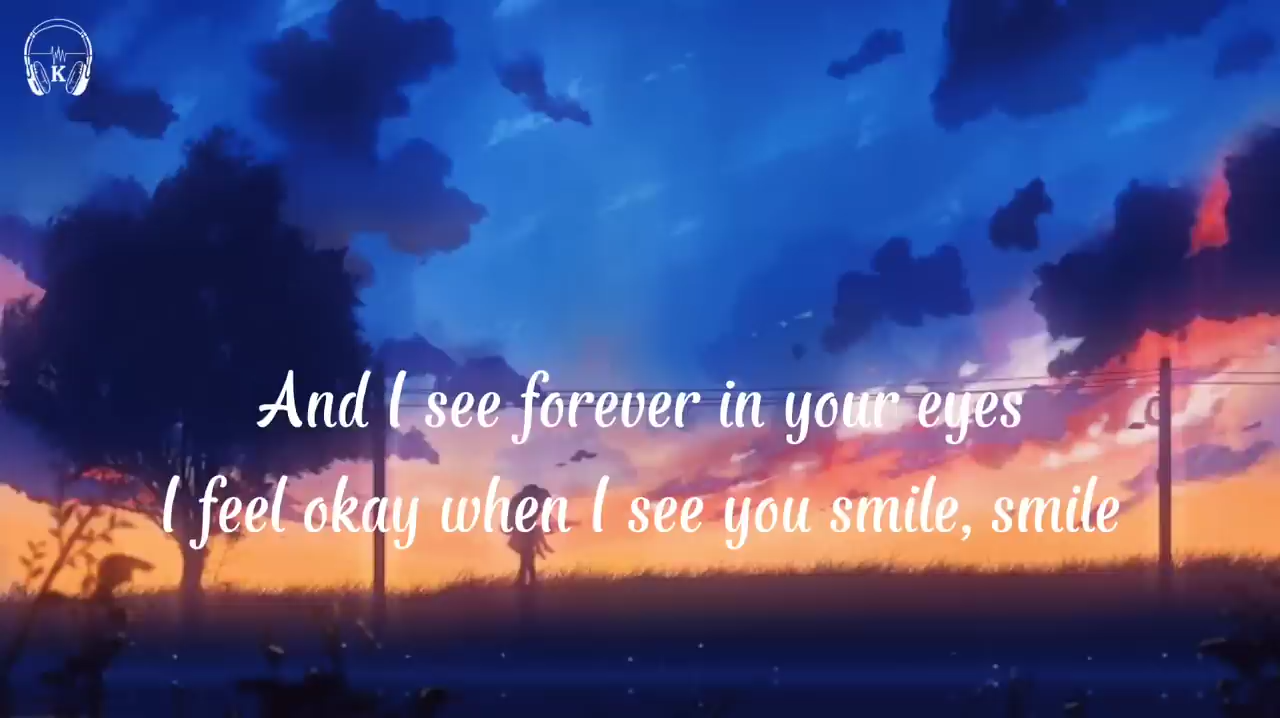 K
And I see forever in your eyes
I feel okay when I see you smile, smile